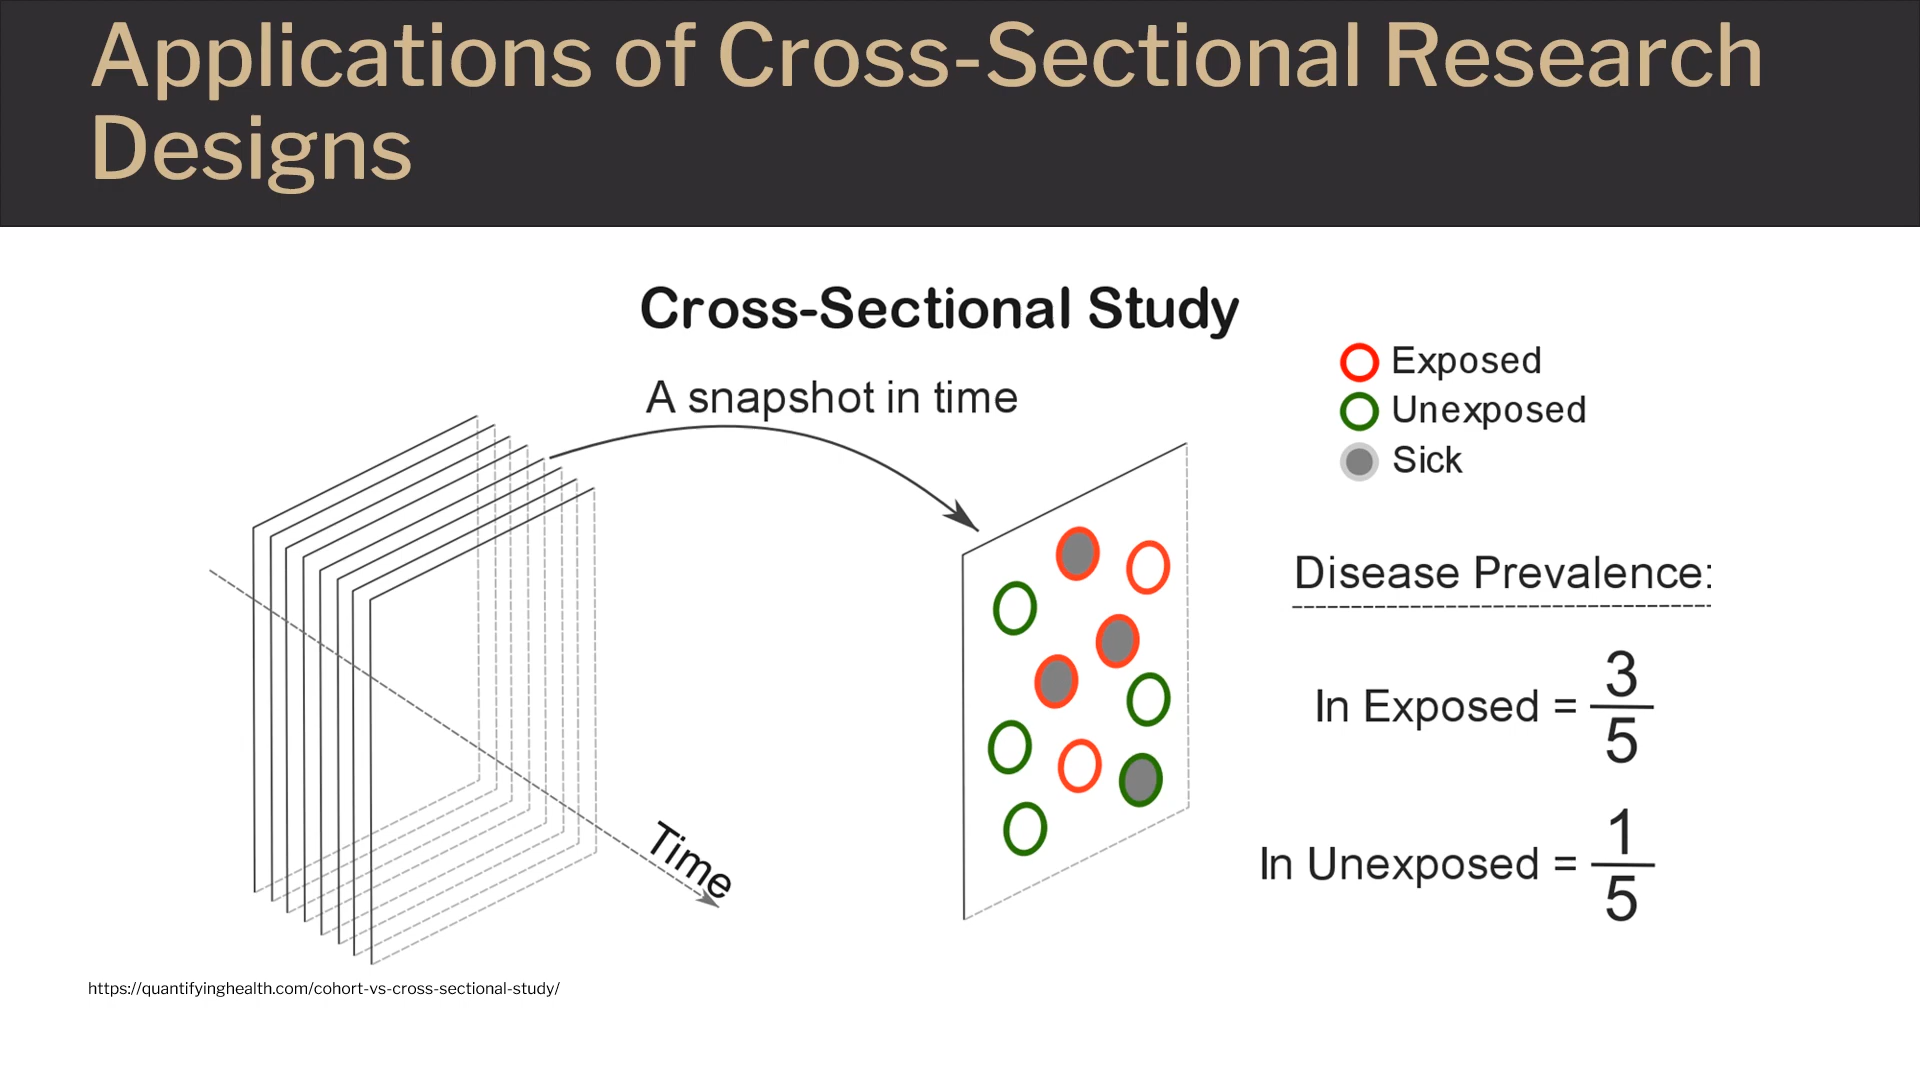 Applications of Cross-Sectional Research
Designs
Cross-Sectional Study
A snapshot in time
Exposed
Unexposed
Sick
Time
Disease Prevalence:
In Exposed = 3/5
In Unexposed = 1/5
https://quantifyinghealth.com/cohort-vs-cross-sectional-study/